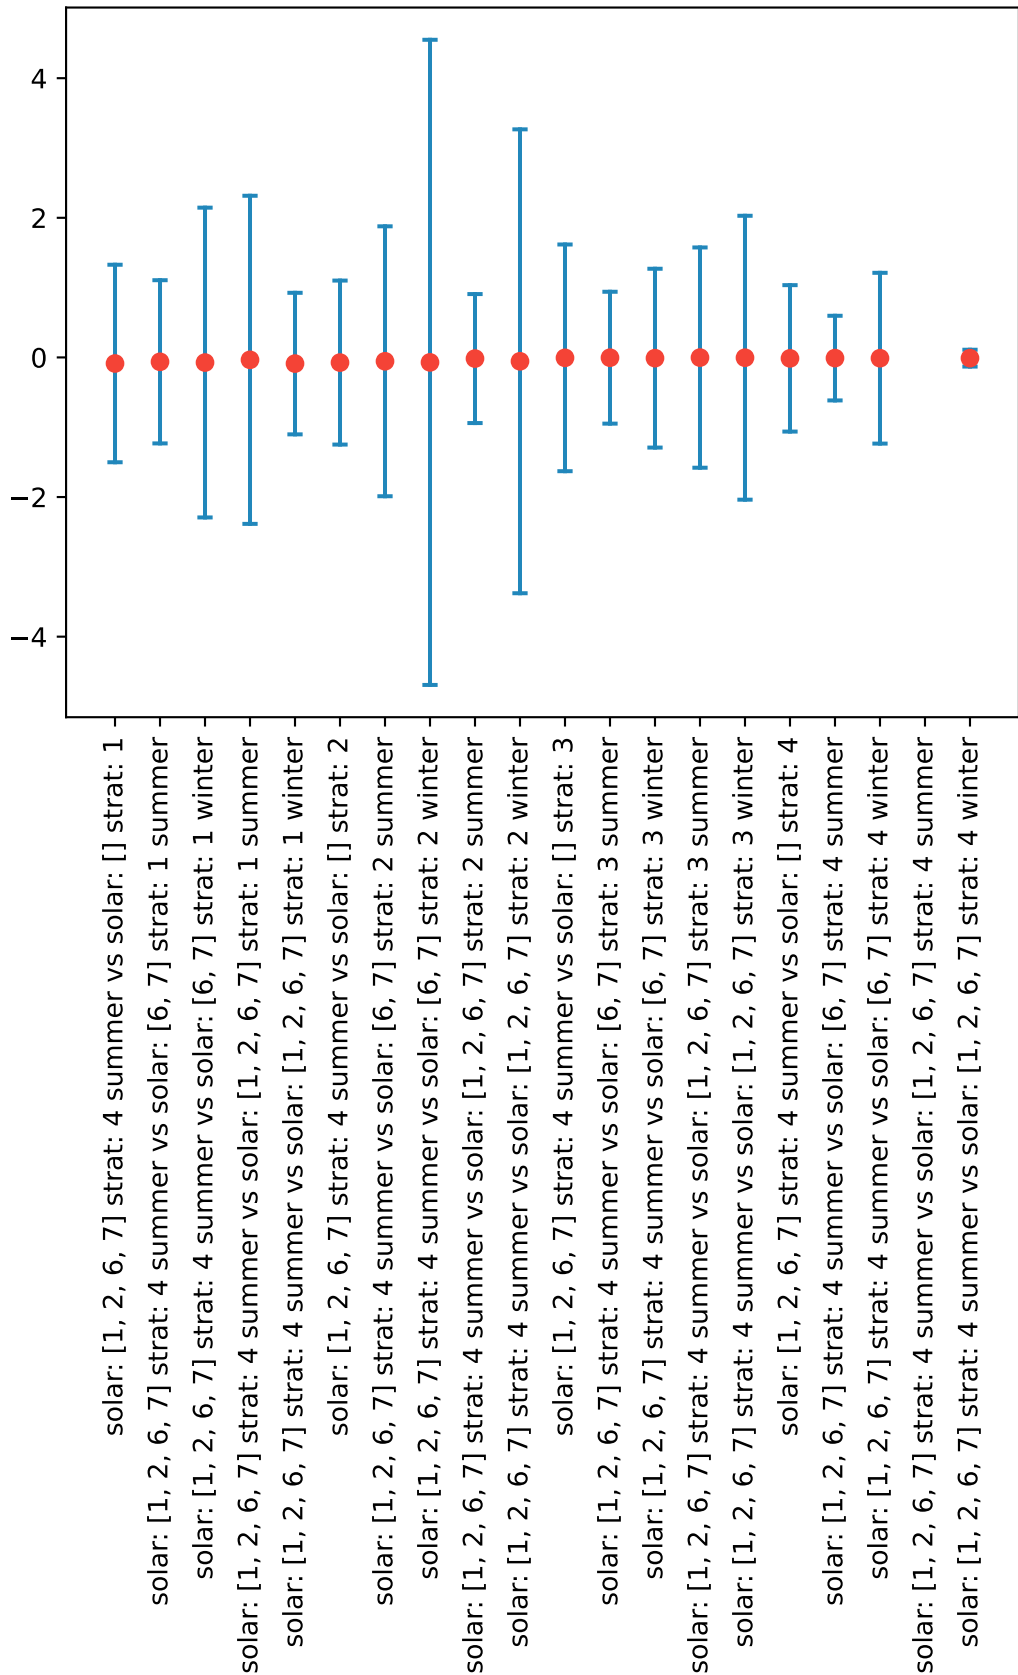 4
2
0
−2
−4
solar: [1, 2, 6, 7] strat: 4 summer vs solar: [] strat: 1
solar: [1, 2, 6, 7] strat: 4 summer vs solar: [6, 7] strat: 1 summer
solar: [1, 2, 6, 7] strat: 4 summer vs solar: [6, 7] strat: 1 winter
solar: [1, 2, 6, 7] strat: 4 summer vs solar: [1, 2, 6, 7] strat: 1 summer
solar: [1, 2, 6, 7] strat: 4 summer vs solar: [1, 2, 6, 7] strat: 1 winter
solar: [1, 2, 6, 7] strat: 4 summer vs solar: [] strat: 2
solar: [1, 2, 6, 7] strat: 4 summer vs solar: [6, 7] strat: 2 summer
solar: [1, 2, 6, 7] strat: 4 summer vs solar: [6, 7] strat: 2 winter
solar: [1, 2, 6, 7] strat: 4 summer vs solar: [1, 2, 6, 7] strat: 2 summer
solar: [1, 2, 6, 7] strat: 4 summer vs solar: [1, 2, 6, 7] strat: 2 winter
solar: [1, 2, 6, 7] strat: 4 summer vs solar: [] strat: 3
solar: [1, 2, 6, 7] strat: 4 summer vs solar: [6, 7] strat: 3 summer
solar: [1, 2, 6, 7] strat: 4 summer vs solar: [6, 7] strat: 3 winter
solar: [1, 2, 6, 7] strat: 4 summer vs solar: [1, 2, 6, 7] strat: 3 summer
solar: [1, 2, 6, 7] strat: 4 summer vs solar: [1, 2, 6, 7] strat: 3 winter
solar: [1, 2, 6, 7] strat: 4 summer vs solar: [] strat: 4
solar: [1, 2, 6, 7] strat: 4 summer vs solar: [6, 7] strat: 4 summer
solar: [1, 2, 6, 7] strat: 4 summer vs solar: [6, 7] strat: 4 winter
solar: [1, 2, 6, 7] strat: 4 summer vs solar: [1, 2, 6, 7] strat: 4 summer
solar: [1, 2, 6, 7] strat: 4 summer vs solar: [1, 2, 6, 7] strat: 4 winter